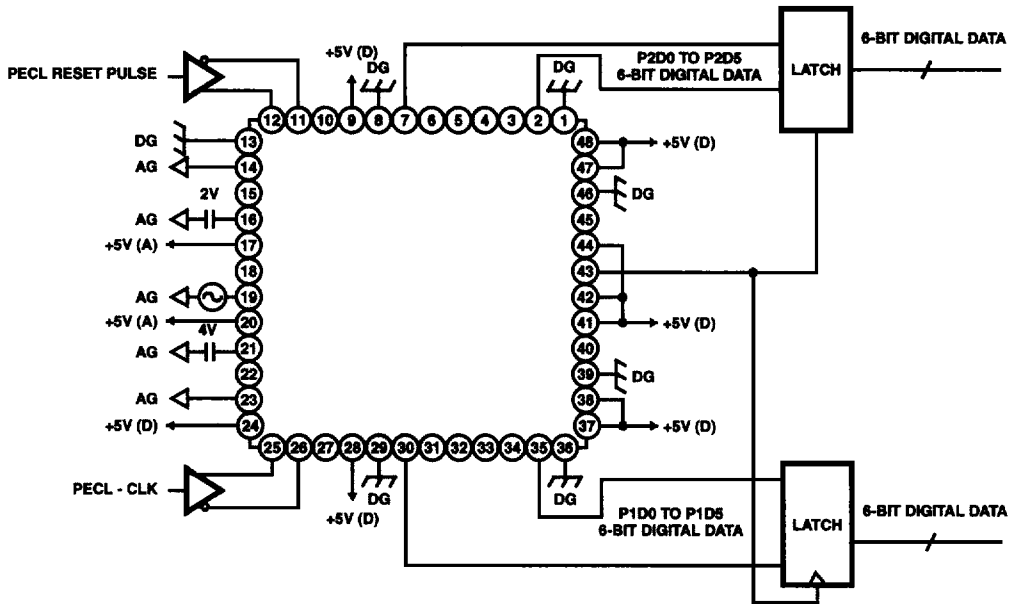 +5V (D)
DG
P2D0 TO P2D5
6-BIT DIGITAL DATA
DG
LATCH
6-BIT DIGITAL DATA
PECL RESET PULSE
12 11 10 9 8 7 6 5 4 3 2 1
DG 13
AG 14
15
2V
AG 16
+5V (A) 17
18
AG 19
+5V (A) 20
4V
AG 21
22
AG 23
+5V (D) 24
48 +5V (D)
47
46 DG
45
44
43
42
41 +5V (D)
40
39 DG
38
37 +5V (D)
25 26 27 28 29 30 31 32 33 34 35 36
PECL - CLK
+5V (D)
DG
DG
P1D0 TO P1D5
6-BIT DIGITAL DATA
LATCH
6-BIT DIGITAL DATA